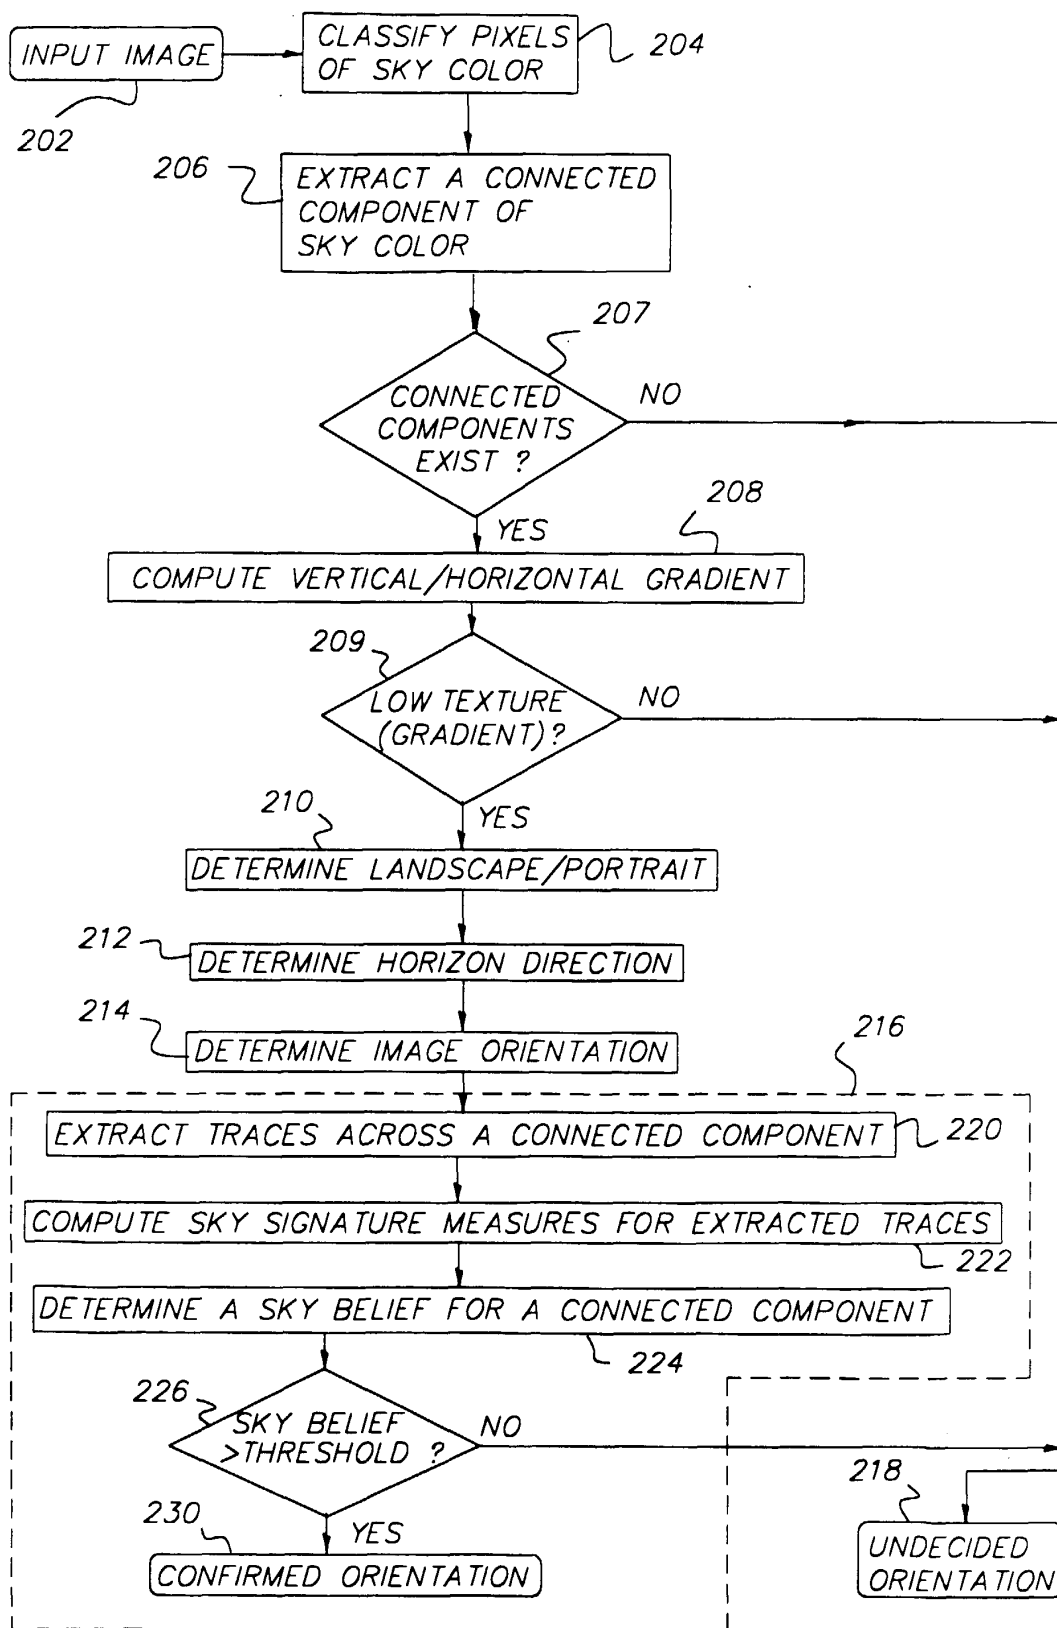 INPUT IMAGE
202
CLASSIFY PIXELS
OF SKY COLOR
204
206
EXTRACT A CONNECTED
COMPONENT OF
SKY COLOR
207
CONNECTED
COMPONENTS
EXIST ?
NO
YES
208
COMPUTE VERTICAL/HORIZONTAL GRADIENT
209
LOW TEXTURE
(GRADIENT)?
NO
YES
210
DETERMINE LANDSCAPE/PORTRAIT
212
DETERMINE HORIZON DIRECTION
214
DETERMINE IMAGE ORIENTATION
216
EXTRACT TRACES ACROSS A CONNECTED COMPONENT
220
COMPUTE SKY SIGNATURE MEASURES FOR EXTRACTED TRACES
222
DETERMINE A SKY BELIEF FOR A CONNECTED COMPONENT
224
226
SKY BELIEF
>THRESHOLD ?
NO
YES
230
CONFIRMED ORIENTATION
218
UNDECIDED
ORIENTATION